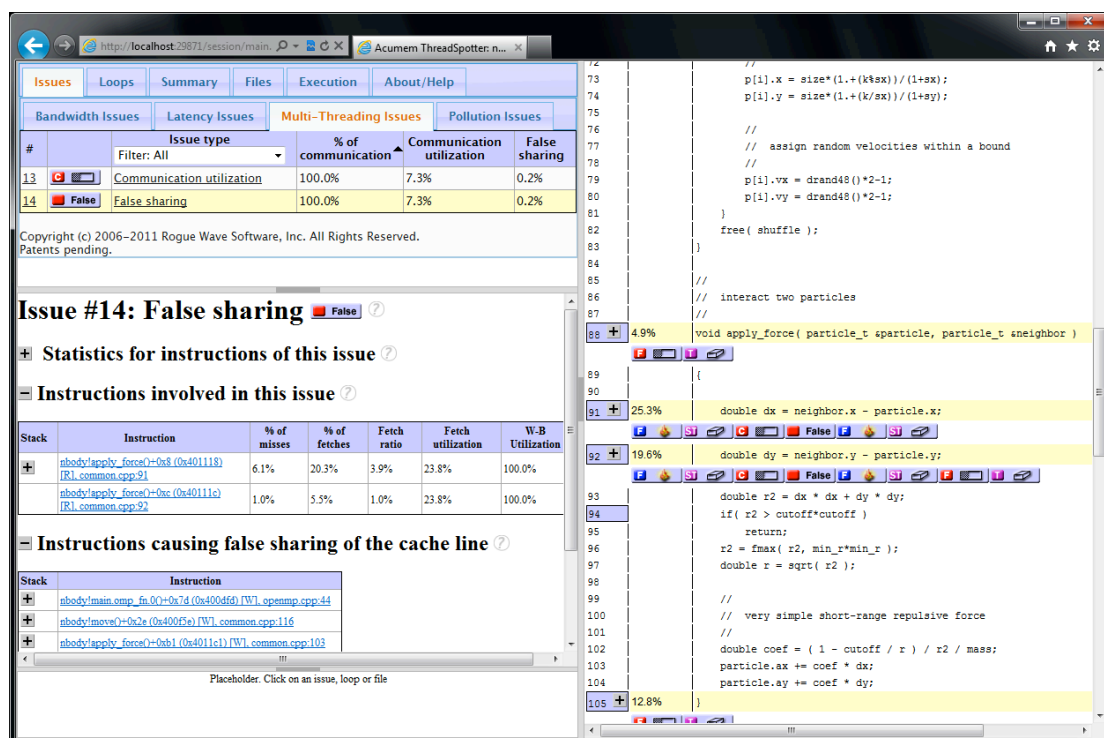 http://localhost:29871/session/main.
Acumem ThreadSpotter: n...
Issues Loops Summary Files Execution About/Help
Bandwidth Issues Latency Issues Multi-Threading Issues Pollution Issues
# Issue type % of communication Communication utilization False sharing
Filter: All
13 C Communication utilization 100.0% 7.3% 0.2%
14 False False sharing 100.0% 7.3% 0.2%
Copyright (c) 2006-2011 Rogue Wave Software, Inc. All Rights Reserved.
Patents pending.
Issue #14: False sharing False ?
+ Statistics for instructions of this issue ?
− Instructions involved in this issue ?
Stack Instruction % of misses % of fetches Fetch ratio Fetch utilization W-B Utilization
+ nbody!apply_force()+0x8 (0x401118)
[R], common.cpp:91 6.1% 20.3% 3.9% 23.8% 100.0%
nbody!apply_force()+0xc (0x40111c)
[R], common.cpp:92 1.0% 5.5% 1.0% 23.8% 100.0%
− Instructions causing false sharing of the cache line ?
Stack Instruction
+ nbody!main.omp_fn.0()+0x7d (0x400dfd) [W], openmp.cpp:44
+ nbody!move()+0x2e (0x400f5e) [W], common.cpp:116
+ nbody!apply_force()+0xb1 (0x4011c1) [W], common.cpp:103
Placeholder. Click on an issue, loop or file
72 //
73 p[i].x = size*(1.+(k%sx))/(1+sx);
74 p[i].y = size*(1.+(k/sx))/(1+sy);
75
76 //
77 // assign random velocities within a bound
78 //
79 p[i].vx = drand48()*2-1;
80 p[i].vy = drand48()*2-1;
81 }
82 free( shuffle );
83 }
84
85 //
86 // interact two particles
87 //
88 + 4.9% void apply_force( particle_t &particle, particle_t &neighbor )
F T
89 {
90
91 + 25.3% double dx = neighbor.x - particle.x;
F ST C False F ST
92 + 19.6% double dy = neighbor.y - particle.y;
F ST C False F ST F T
93 double r2 = dx * dx + dy * dy;
94 if( r2 > cutoff*cutoff )
95 return;
96 r2 = fmax( r2, min_r*min_r );
97 double r = sqrt( r2 );
98
99 //
100 // very simple short-range repulsive force
101 //
102 double coef = ( 1 - cutoff / r ) / r2 / mass;
103 particle.ax += coef * dx;
104 particle.ay += coef * dy;
105 + 12.8% }